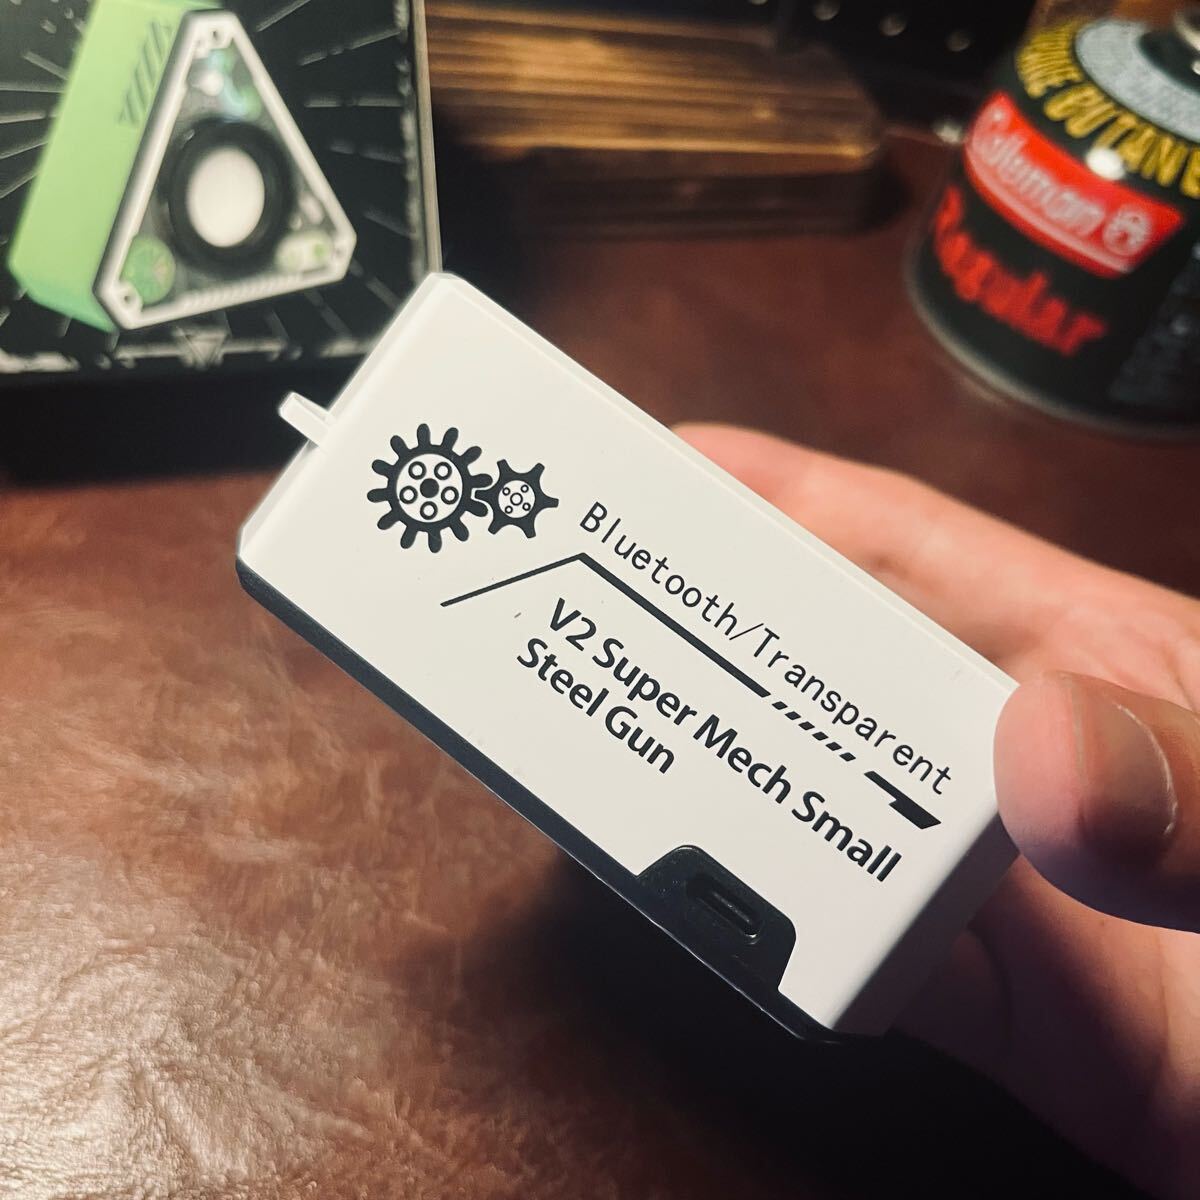 Bluetooth/Transparent
V2 Super Mech Small
Steel Gun
Coleman
Regular